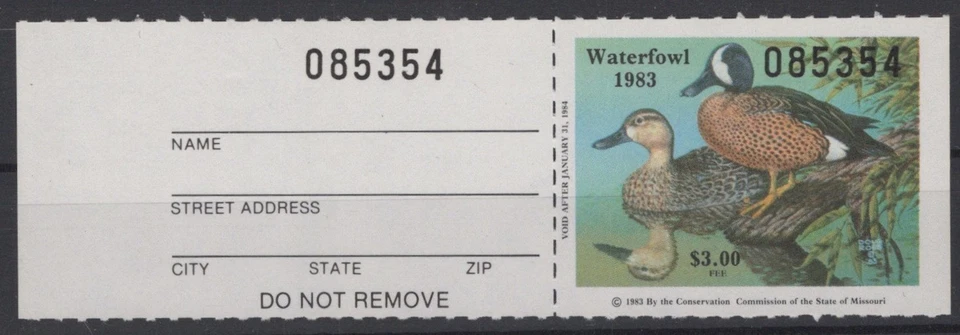 085354
NAME
STREET ADDRESS
CITY STATE ZIP
DO NOT REMOVE
VOID AFTER JANUARY 31, 1984
Waterfowl
1983
085354
$3.00
FEE
© 1983 By the Conservation Commission of the State of Missouri